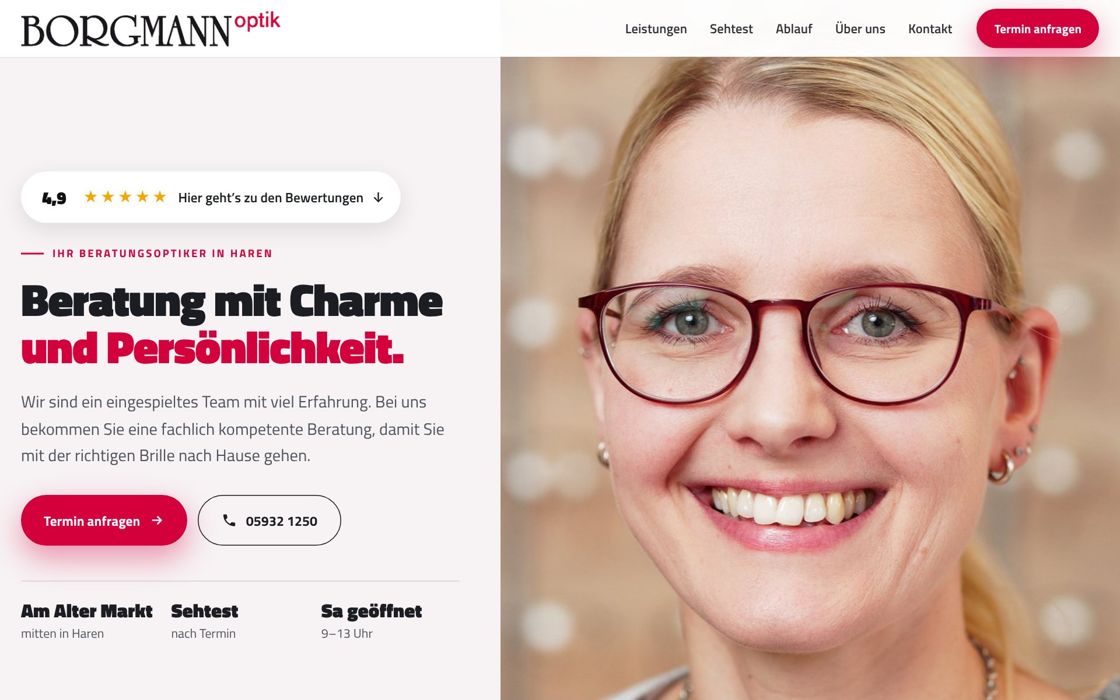 BORGMANN optik
Leistungen Sehtest Ablauf Über uns Kontakt Termin anfragen
4,9 ★★★★★ Hier geht’s zu den Bewertungen ↓
IHR BERATUNGSOPTIKER IN HAREN
Beratung mit Charme
und Persönlichkeit.
Wir sind ein eingespieltes Team mit viel Erfahrung. Bei uns
bekommen Sie eine fachlich kompetente Beratung, damit Sie
mit der richtigen Brille nach Hause gehen.
Termin anfragen → 05932 1250
Am Alter Markt Sehtest Sa geöffnet
mitten in Haren nach Termin 9–13 Uhr